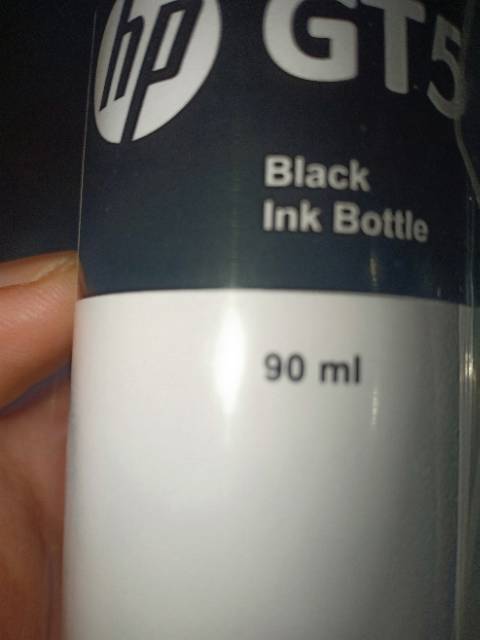 hp GT5
Black
Ink Bottle
90 ml